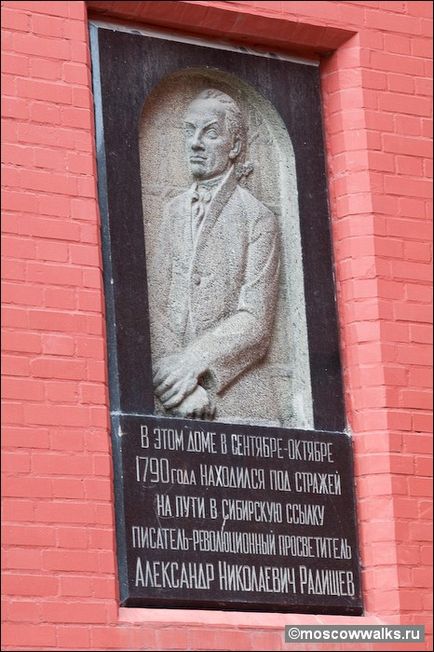 В ЭТОМ ДОМЕ В СЕНТЯБРЕ-ОКТЯБРЕ
1790 ГОДА НАХОДИЛСЯ ПОД СТРАЖЕЙ
НА ПУТИ В СИБИРСКУЮ ССЫЛКУ
ПИСАТЕЛЬ-РЕВОЛЮЦИОННЫЙ ПРОСВЕТИТЕЛЬ
АЛЕКСАНДР НИКОЛАЕВИЧ РАДИЩЕВ
©moscowwalks.ru